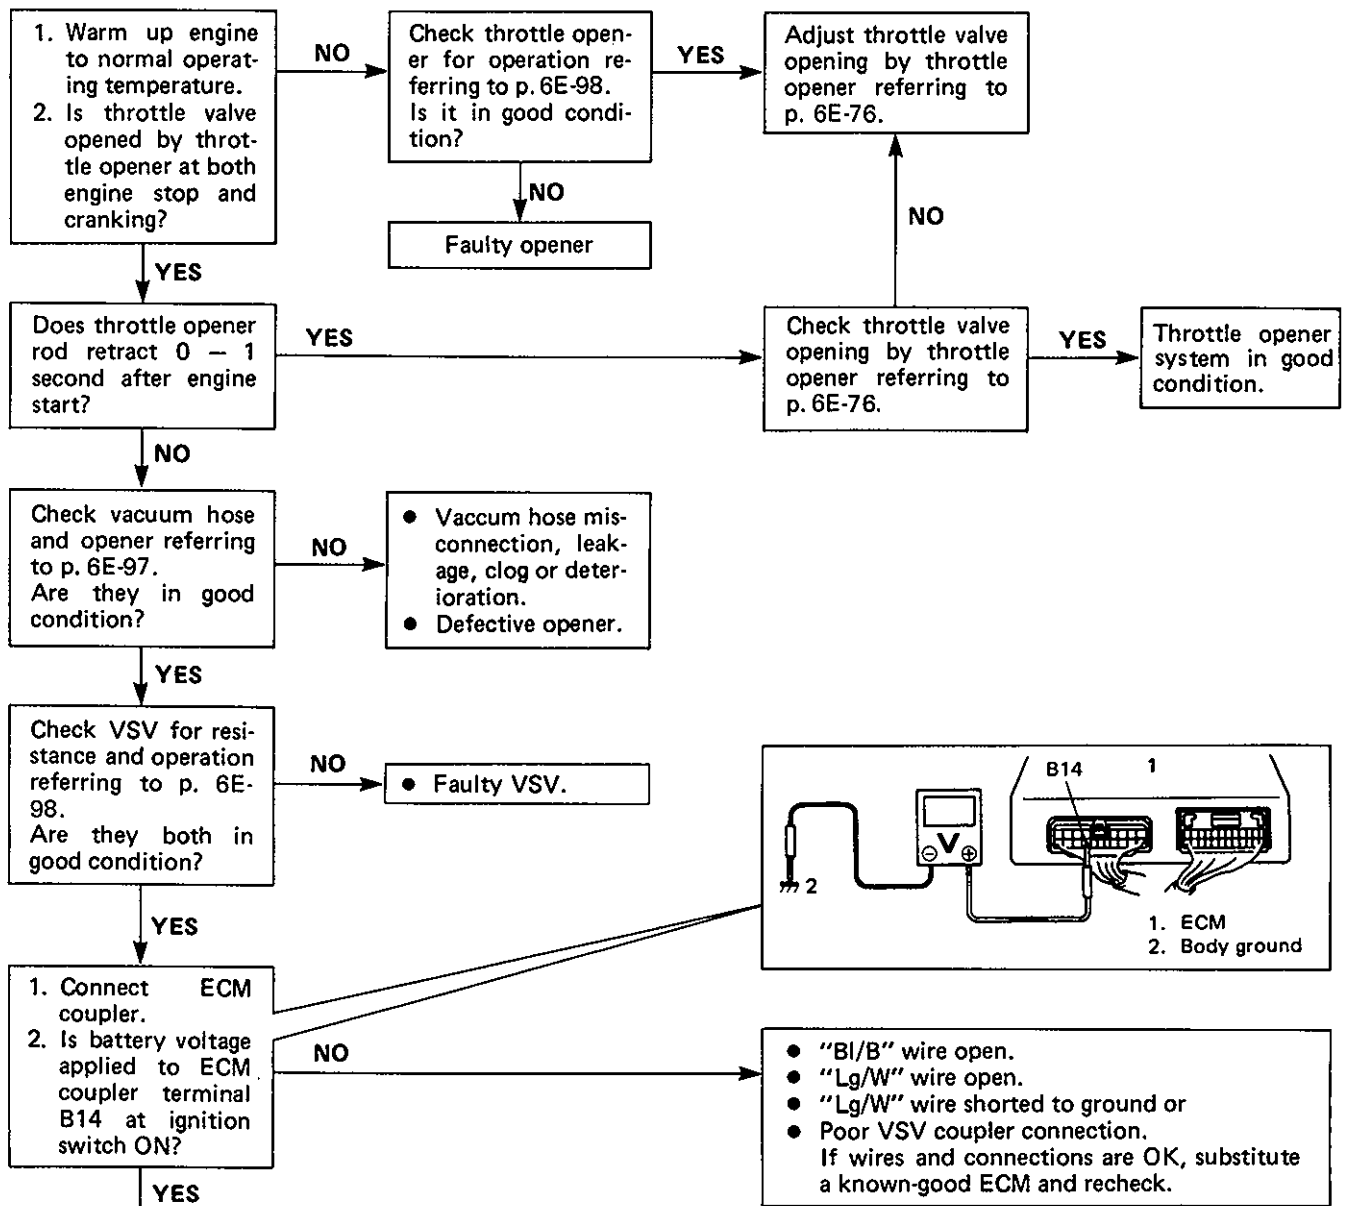 1. Warm up engine
to normal operat-
ing temperature.
2. Is throttle valve
opened by throt-
tle opener at both
engine stop and
cranking?
NO
Check throttle open-
er for operation re-
ferring to p. 6E-98.
Is it in good condi-
tion?
YES
Adjust throttle valve
opening by throttle
opener referring to
p. 6E-76.
NO
Faulty opener
NO
YES
Does throttle opener
rod retract 0 – 1
second after engine
start?
YES
Check throttle valve
opening by throttle
opener referring to
p. 6E-76.
YES
Throttle opener
system in good
condition.
NO
Check vacuum hose
and opener referring
to p. 6E-97.
Are they in good
condition?
NO
● Vaccum hose mis-
connection, leak-
age, clog or deter-
ioration.
● Defective opener.
YES
Check VSV for resi-
stance and operation
referring to p. 6E-
98.
Are they both in
good condition?
NO
● Faulty VSV.
B14
1
V
2
1. ECM
2. Body ground
YES
1. Connect ECM
coupler.
2. Is battery voltage
applied to ECM
coupler terminal
B14 at ignition
switch ON?
NO
● "Bl/B" wire open.
● "Lg/W" wire open.
● "Lg/W" wire shorted to ground or
● Poor VSV coupler connection.
If wires and connections are OK, substitute
a known-good ECM and recheck.
YES